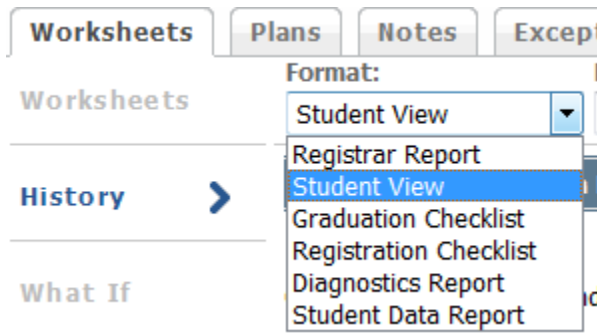 Worksheets Plans Notes Except
Format:
Worksheets
Student View
Registrar Report
History
Student View
Graduation Checklist
Registration Checklist
What If
Diagnostics Report
Student Data Report